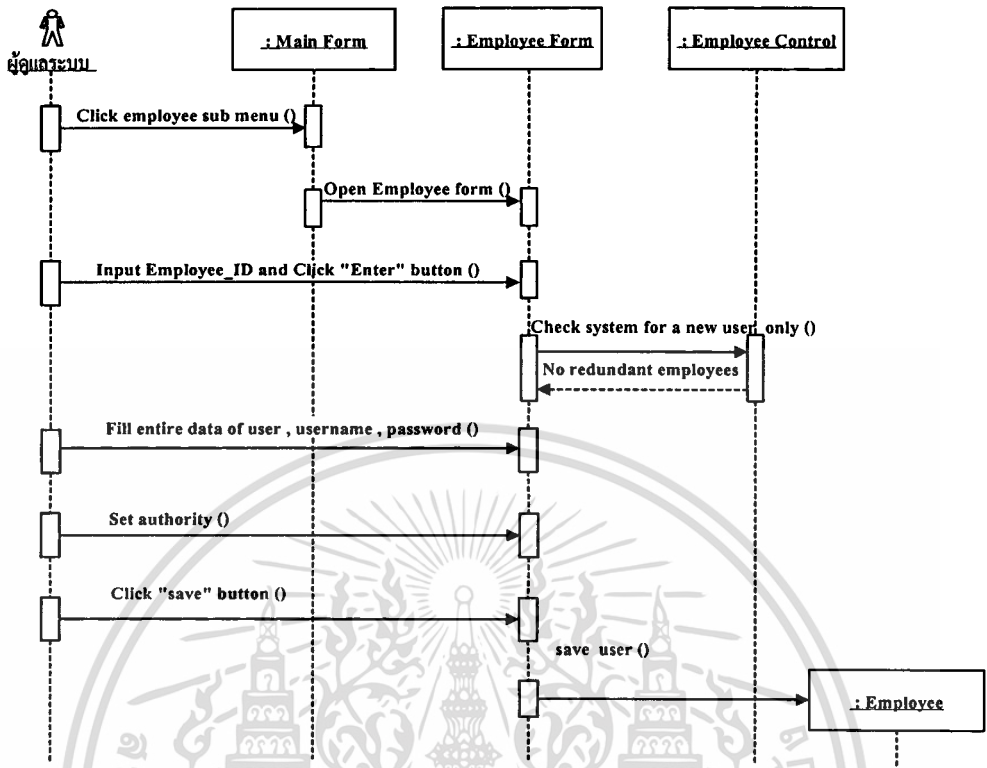 : Main Form
: Employee Form
: Employee Control
ผู้ดูแลระบบ
Click employee sub menu ()
Open Employee form ()
Input Employee_ID and Click "Enter" button ()
Check system for a new user only ()
No redundant employees
Fill entire data of user , username , password ()
Set authority ()
Click "save" button ()
save user ()
: Employee